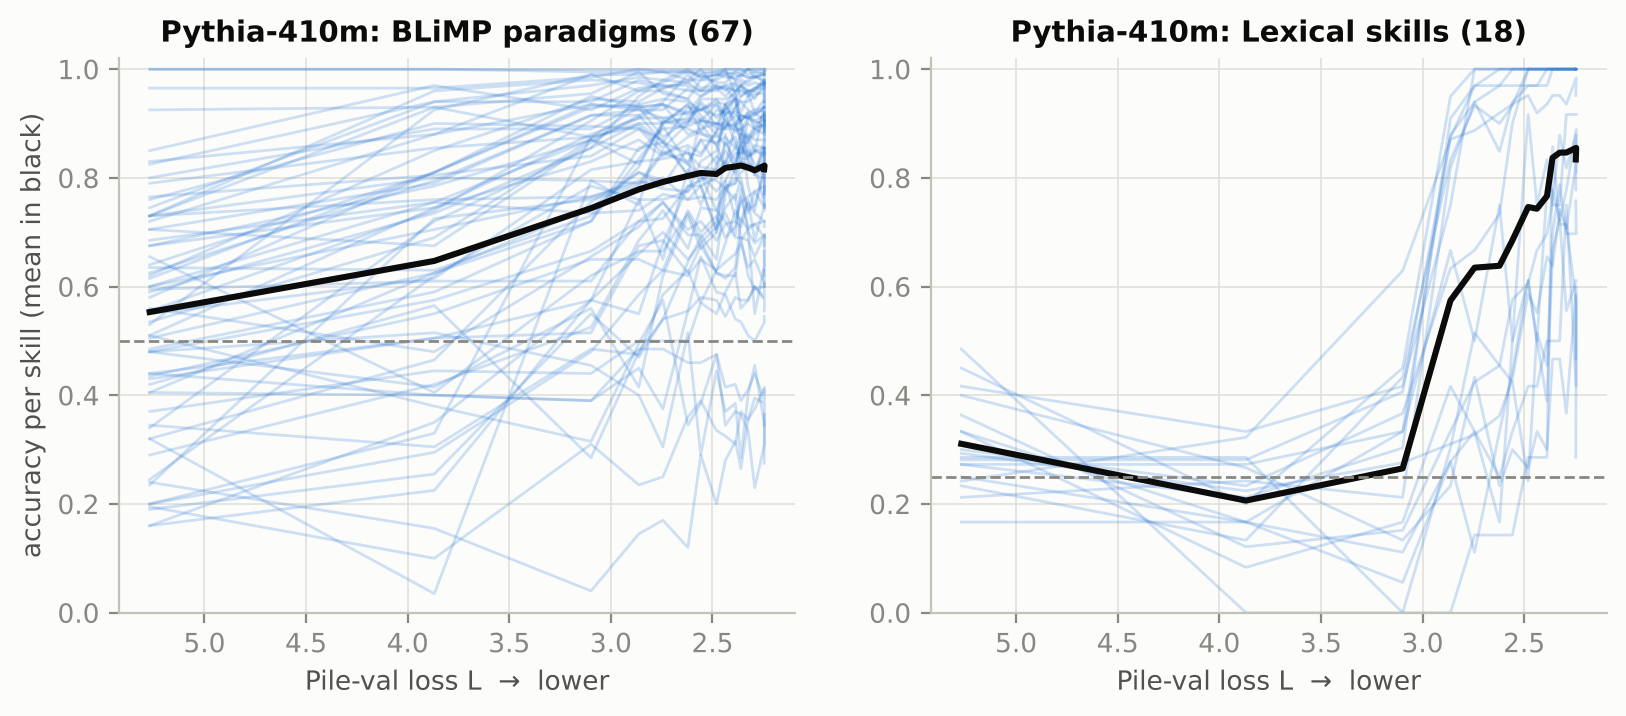 Pythia-410m: BLiMP paradigms (67)
accuracy per skill (mean in black)
1.0
0.8
0.6
0.4
0.2
0.0
5.0 4.5 4.0 3.5 3.0 2.5
Pile-val loss L → lower
Pythia-410m: Lexical skills (18)
1.0
0.8
0.6
0.4
0.2
0.0
5.0 4.5 4.0 3.5 3.0 2.5
Pile-val loss L → lower